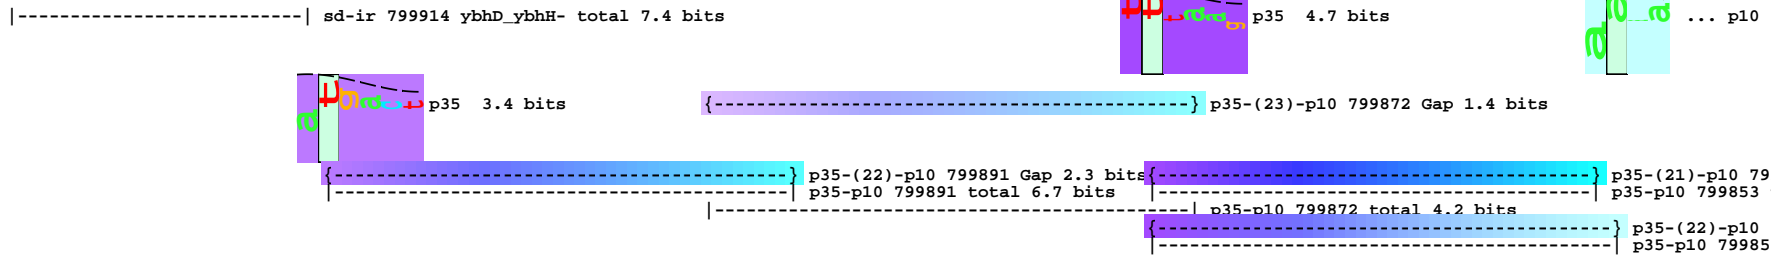 |--------------------------| sd-ir 799914 ybhD_ybhH- total 7.4 bits
p35 4.7 bits
... p10
p35 3.4 bits
{-------------------------------------------} p35-(23)-p10 799872 Gap 1.4 bits
{-----------------------------------------} p35-(22)-p10 799891 Gap 2.3 bits
{---------------------------------------} p35-(21)-p10 79
|-----------------------------------------| p35-p10 799891 total 6.7 bits
|---------------------------------------| p35-p10 799853
|-------------------------------------------| p35-p10 799872 total 4.2 bits
{-----------------------------------------} p35-(22)-p10
|-----------------------------------------| p35-p10 79985